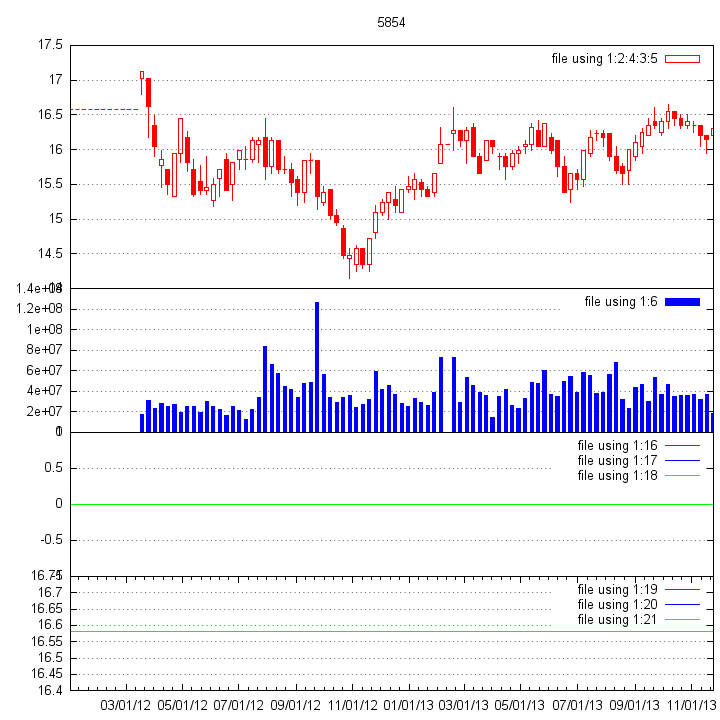 5854
17.5
file using 1:2:4:3:5
17
16.5
16
15.5
15
14.5
14
1.4e+08
file using 1:6
1.2e+08
1e+08
8e+07
6e+07
4e+07
2e+07
0
1
file using 1:16
file using 1:17
0.5
file using 1:18
0
-0.5
-1
16.75
file using 1:19
16.7
file using 1:20
16.65
file using 1:21
16.6
16.55
16.5
16.45
16.4
03/01/12 05/01/12 07/01/12 09/01/12 11/01/12 01/01/13 03/01/13 05/01/13 07/01/13 09/01/13 11/01/13